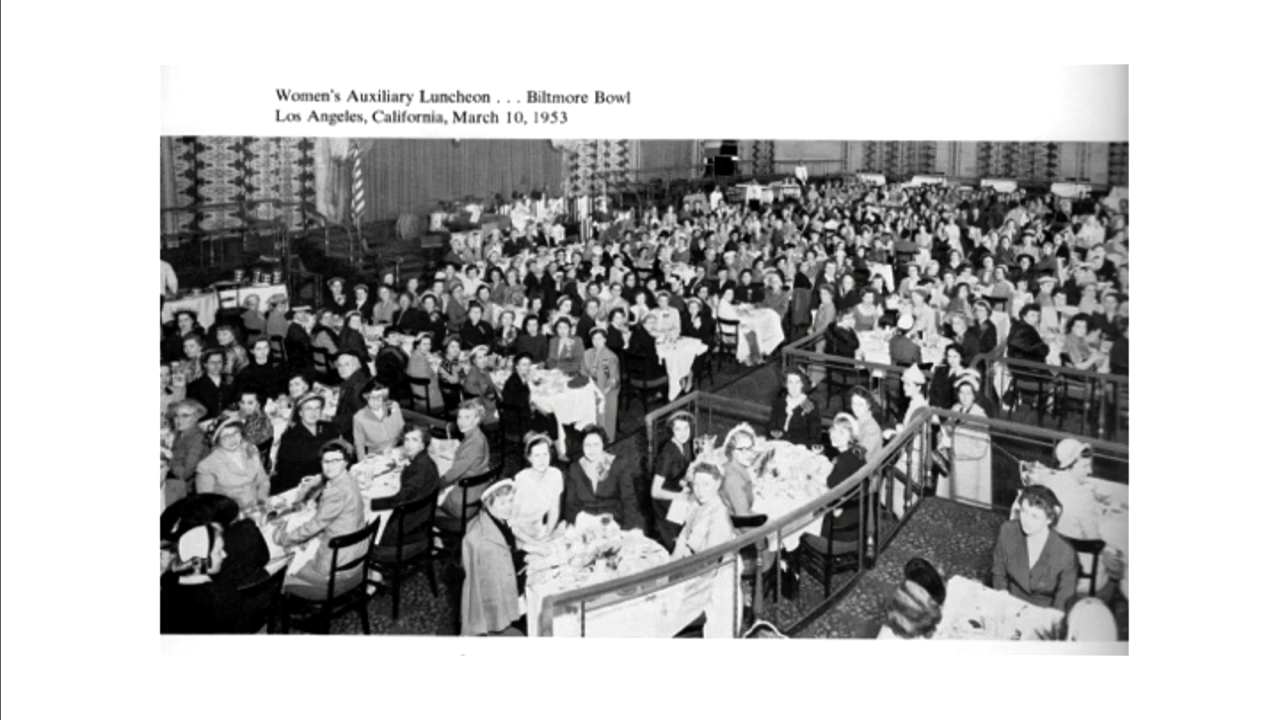 Women's Auxiliary Luncheon . . . Biltmore Bowl
Los Angeles, California, March 10, 1953